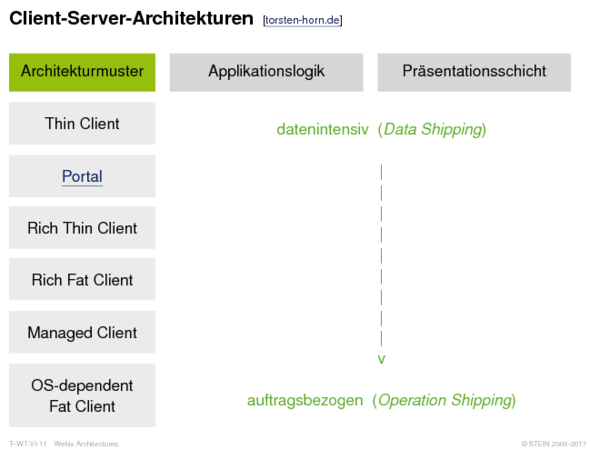 Client-Server-Architekturen [torsten-horn.de]
Architekturmuster Applikationslogik Präsentationsschicht
Thin Client
datenintensiv (Data Shipping)
Portal
Rich Thin Client
Rich Fat Client
Managed Client
v
OS-dependent
Fat Client
auftragsbezogen (Operation Shipping)
T–WT:VI-11 Webis Architectures © STEIN 2005-2017